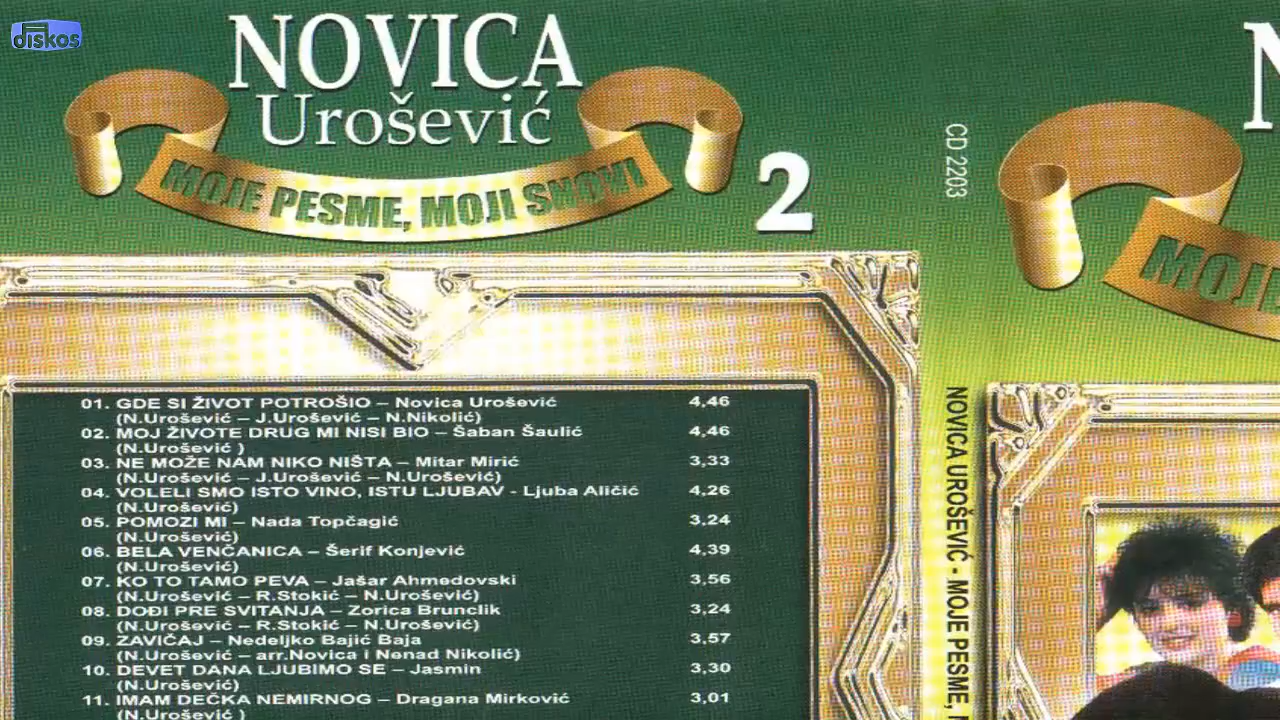 diskos
NOVICA
Urošević
MOJE PESME, MOJI SNOVI
2
01. GDE SI ŽIVOT POTROŠIO – Novica Urošević 4,46
(N.Urošević – J.Urošević – N.Nikolić)
02. MOJ ŽIVOTE DRUG MI NISI BIO – Šaban Šaulić 4,46
(N.Urošević )
03. NE MOŽE NAM NIKO NIŠTA – Mitar Mirić 3,33
(N.Urošević – J.Urošević – N.Urošević)
04. VOLELI SMO ISTO VINO, ISTU LJUBAV - Ljuba Aličić 4,26
(N.Urošević)
05. POMOZI MI – Nada Topčagić 3.24
(N.Urošević)
06. BELA VENČANICA – Šerif Konjević 4,39
(N.Urošević)
07. KO TO TAMO PEVA – Jašar Ahmedovski 3,56
(N.Urošević – R.Stokić – N.Urošević)
08. DOĐI PRE SVITANJA – Zorica Brunclik 3,24
(N.Urošević – R.Stokić – N.Urošević)
09. ZAVIČAJ – Nedeljko Bajić Baja 3,57
(N.Urošević – arr.Novica i Nenad Nikolić)
10. DEVET DANA LJUBIMO SE – Jasmin 3,30
(N.Urošević)
11. IMAM DEČKA NEMIRNOG – Dragana Mirković 3,01
(N.Urošević )
CD 2203
NOVICA UROŠEVIĆ - MOJE PESME,
N
MOJE